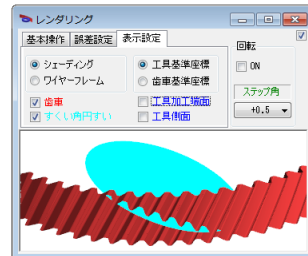 レンダリング
基本操作 誤差設定 表示設定
シェーディング
ワイヤーフレーム
工具基準座標
歯車基準座標
歯車
すくい角円すい
工具加工端面
工具側面
回転
ON
ステップ角
+0.5